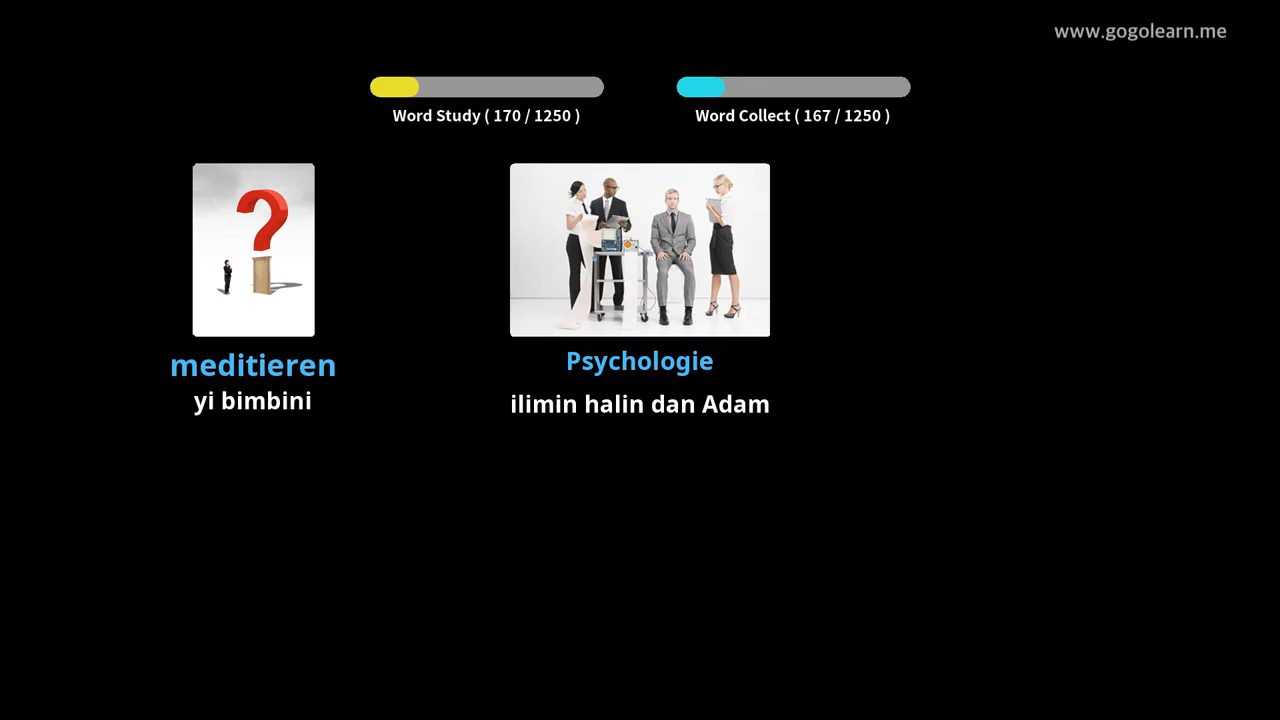 www.gogolearn.me
Word Study ( 170 / 1250 )
Word Collect ( 167 / 1250 )
meditieren
yi bimbini
Psychologie
ilimin halin dan Adam